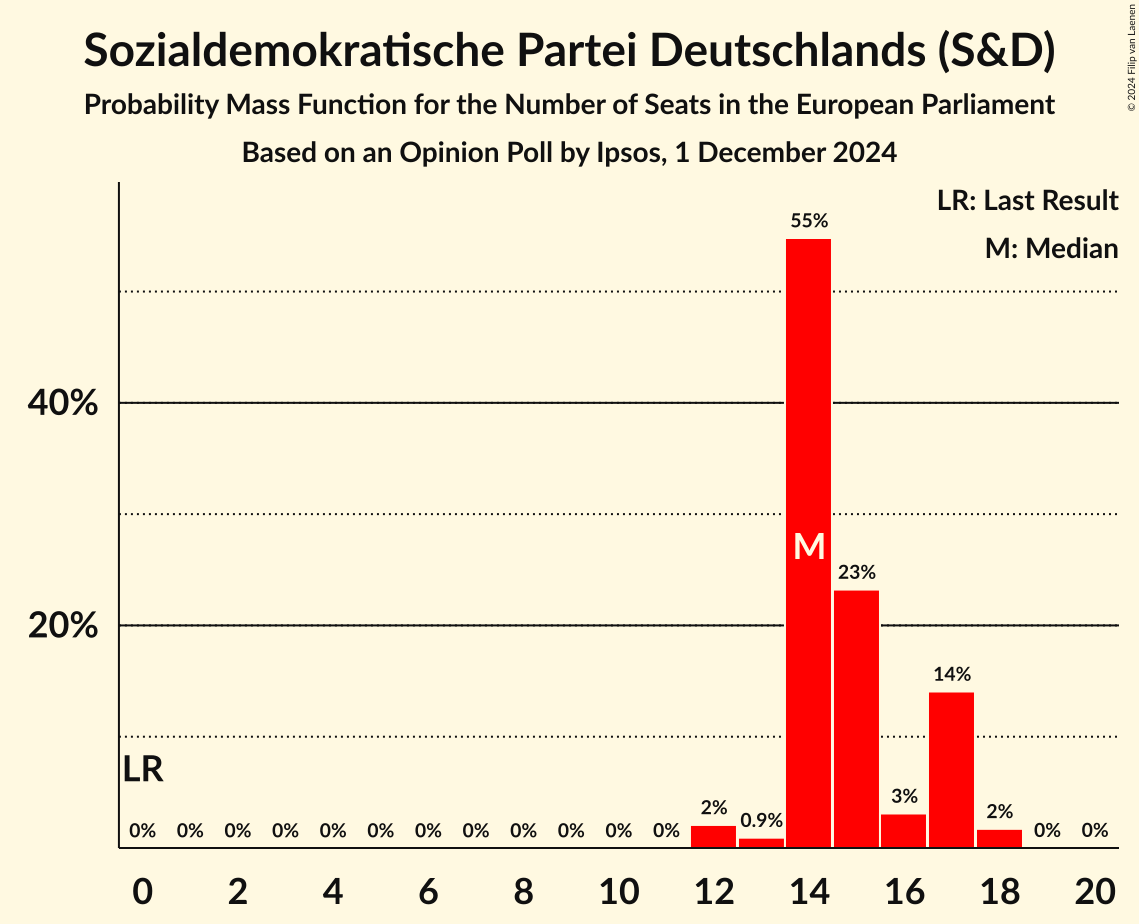 Sozialdemokratische Partei Deutschlands (S&D)
Probability Mass Function for the Number of Seats in the European Parliament
Based on an Opinion Poll by Ipsos, 1 December 2024
© 2024 Filip van Laenen
LR: Last Result
M: Median
55%
40%
M
23%
20%
14%
LR
0% 0% 0% 0% 0% 0% 0% 0% 0% 0% 0% 0% 2% 0.9% 3% 2% 0% 0%
0 2 4 6 8 10 12 14 16 18 20